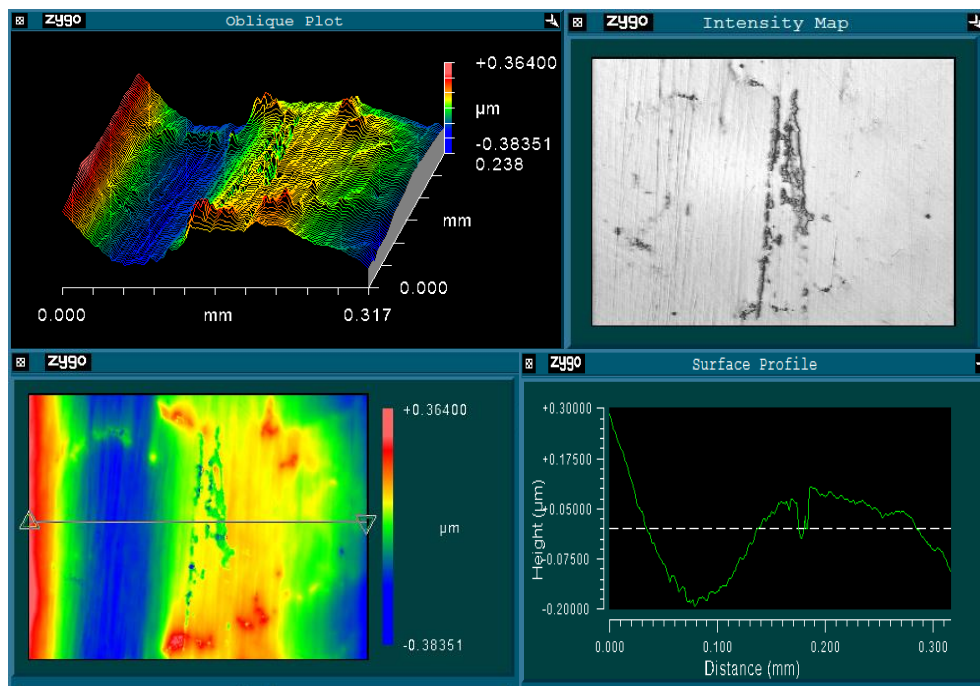 zygo
Oblique Plot
+0.36400
µm
-0.38351
0.238
mm
0.000
0.000
mm
0.317
zygo
Intensity Map
zygo
+0.36400
µm
-0.38351
zygo
Surface Profile
+0.30000
+0.17500
+0.05000
-0.07500
-0.20000
Height (µm)
0.000
0.100
0.200
0.300
Distance (mm)